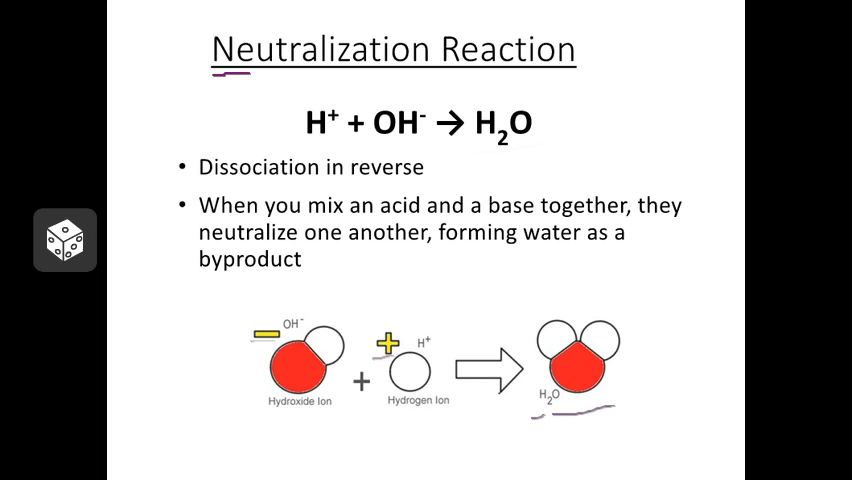 Neutralization Reaction
H⁺ + OH⁻ → H₂O
• Dissociation in reverse
• When you mix an acid and a base together, they
neutralize one another, forming water as a
byproduct
OH⁻
H⁺
+
H₂O
Hydroxide Ion
Hydrogen Ion